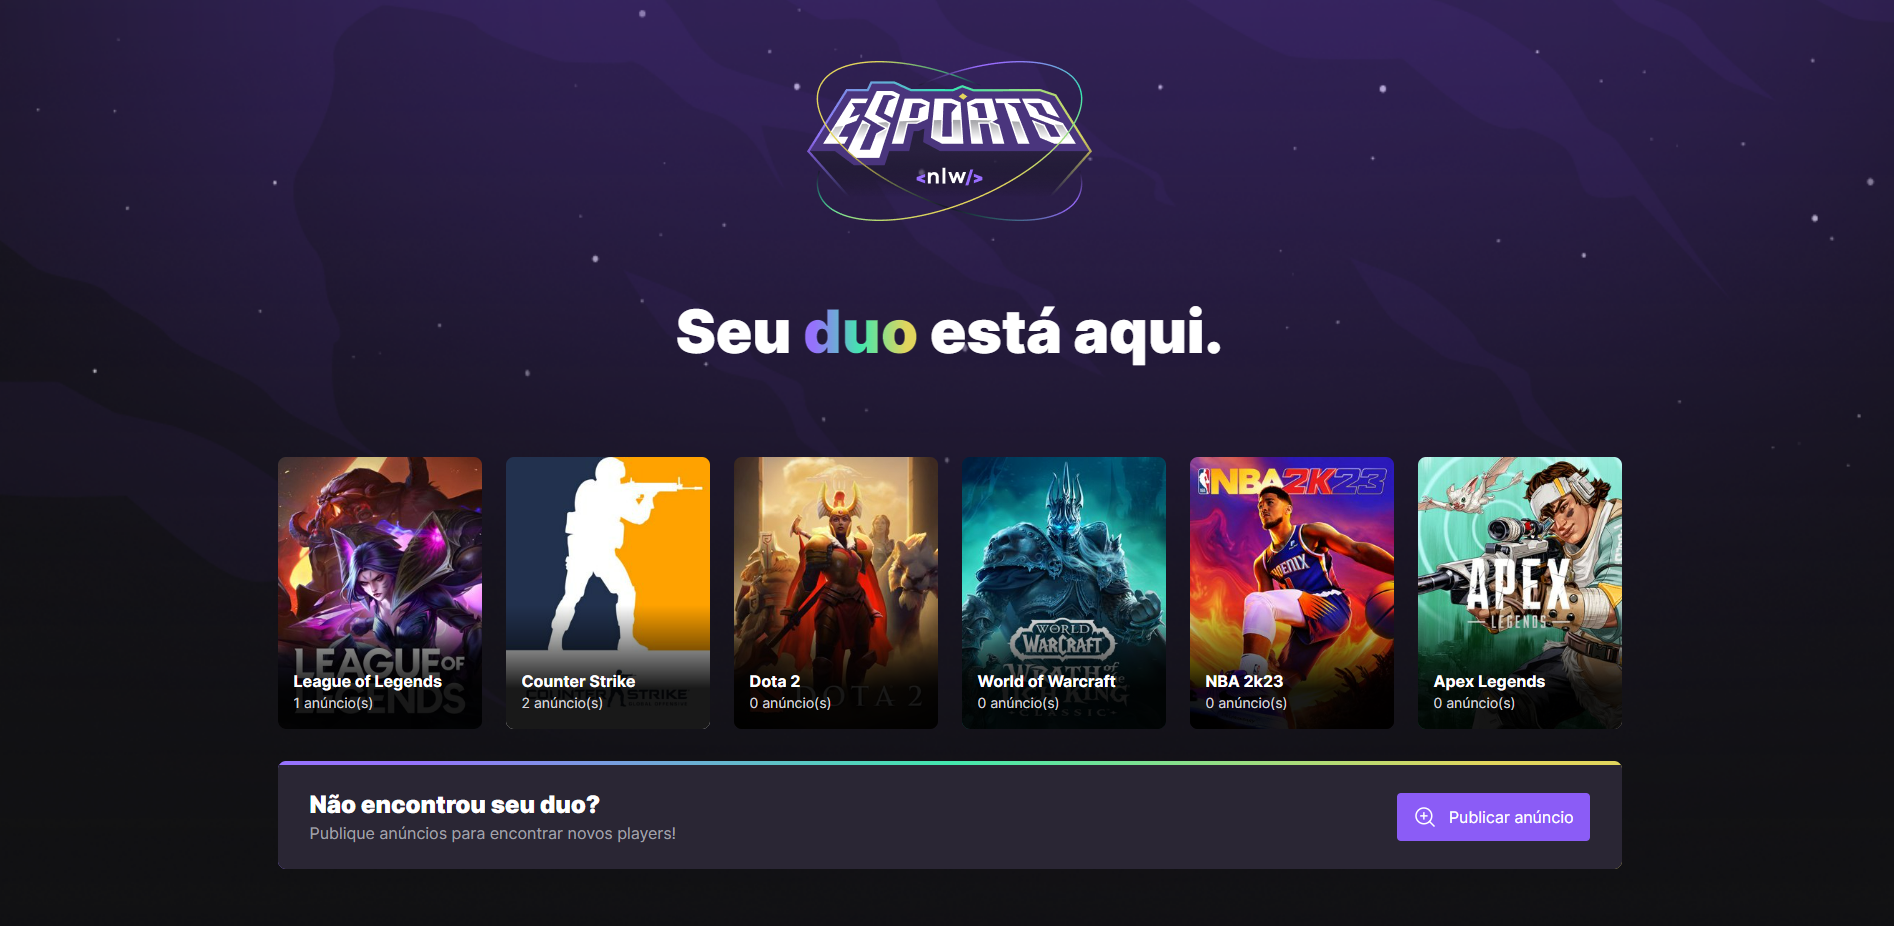 ESPORTS
<nlw/>
Seu duo está aqui.
LEAGUE OF
LEGENDS
League of Legends
1 anúncio(s)
COUNTER STRIKE
Counter Strike
2 anúncio(s)
DOTA 2
Dota 2
0 anúncio(s)
WORLD
of
WARCRAFT
WRATH of the
LICH KING
CLASSIC
World of Warcraft
0 anúncio(s)
NBA 2K23
PHOENIX
NBA 2k23
0 anúncio(s)
APEX
LEGENDS
Apex Legends
0 anúncio(s)
Não encontrou seu duo?
Publique anúncios para encontrar novos players!
Publicar anúncio